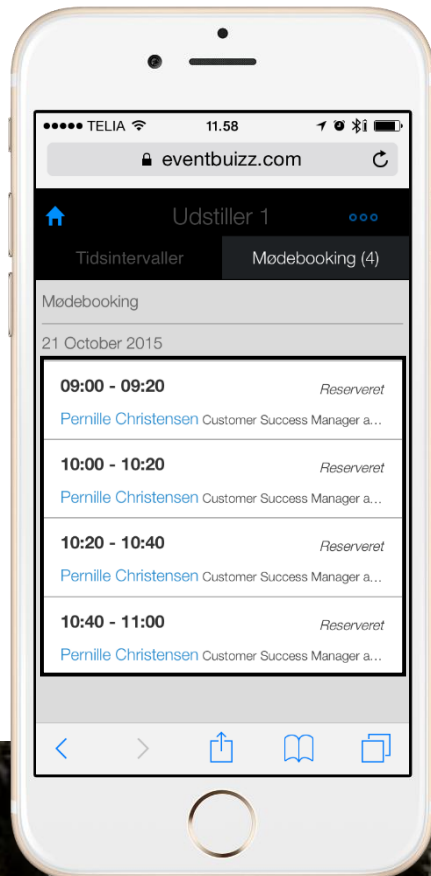 TELIA 11.58
eventbuizz.com
Udstiller 1
Tidsintervaller Mødebooking (4)
Mødebooking
21 October 2015
09:00 - 09:20 Reserveret
Pernille Christensen Customer Success Manager a...
10:00 - 10:20 Reserveret
Pernille Christensen Customer Success Manager a...
10:20 - 10:40 Reserveret
Pernille Christensen Customer Success Manager a...
10:40 - 11:00 Reserveret
Pernille Christensen Customer Success Manager a...